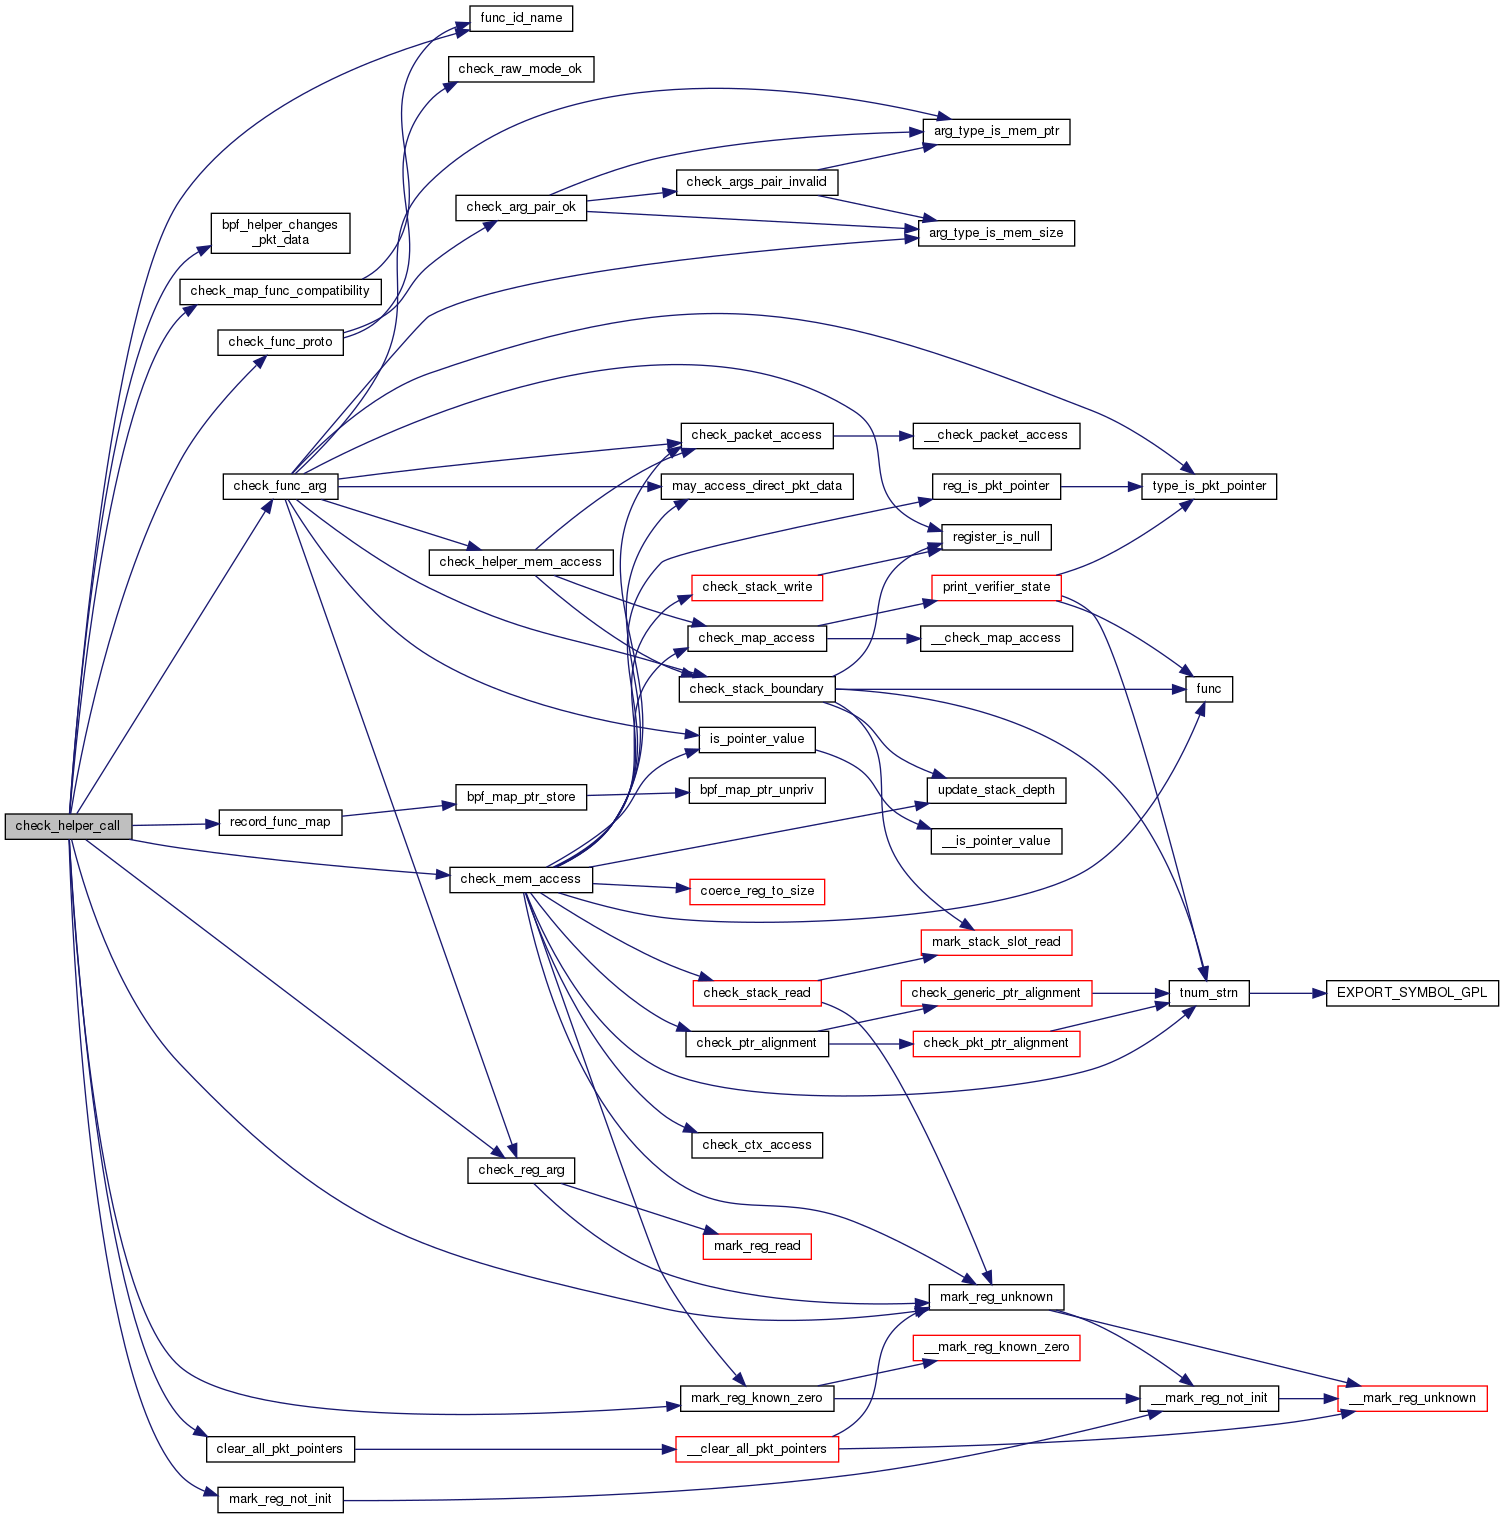 func_id_name
check_raw_mode_ok
arg_type_is_mem_ptr
check_args_pair_invalid
check_arg_pair_ok
bpf_helper_changes
_pkt_data
arg_type_is_mem_size
check_map_func_compatibility
check_func_proto
check_packet_access
__check_packet_access
check_func_arg
may_access_direct_pkt_data
reg_is_pkt_pointer
type_is_pkt_pointer
register_is_null
check_helper_mem_access
check_stack_write
print_verifier_state
check_map_access
__check_map_access
check_stack_boundary
func
is_pointer_value
bpf_map_ptr_store
bpf_map_ptr_unpriv
update_stack_depth
check_helper_call
record_func_map
__is_pointer_value
check_mem_access
coerce_reg_to_size
mark_stack_slot_read
check_stack_read
check_generic_ptr_alignment
tnum_strn
EXPORT_SYMBOL_GPL
check_ptr_alignment
check_pkt_ptr_alignment
check_ctx_access
check_reg_arg
mark_reg_read
mark_reg_unknown
__mark_reg_known_zero
mark_reg_known_zero
__mark_reg_not_init
__mark_reg_unknown
clear_all_pkt_pointers
__clear_all_pkt_pointers
mark_reg_not_init